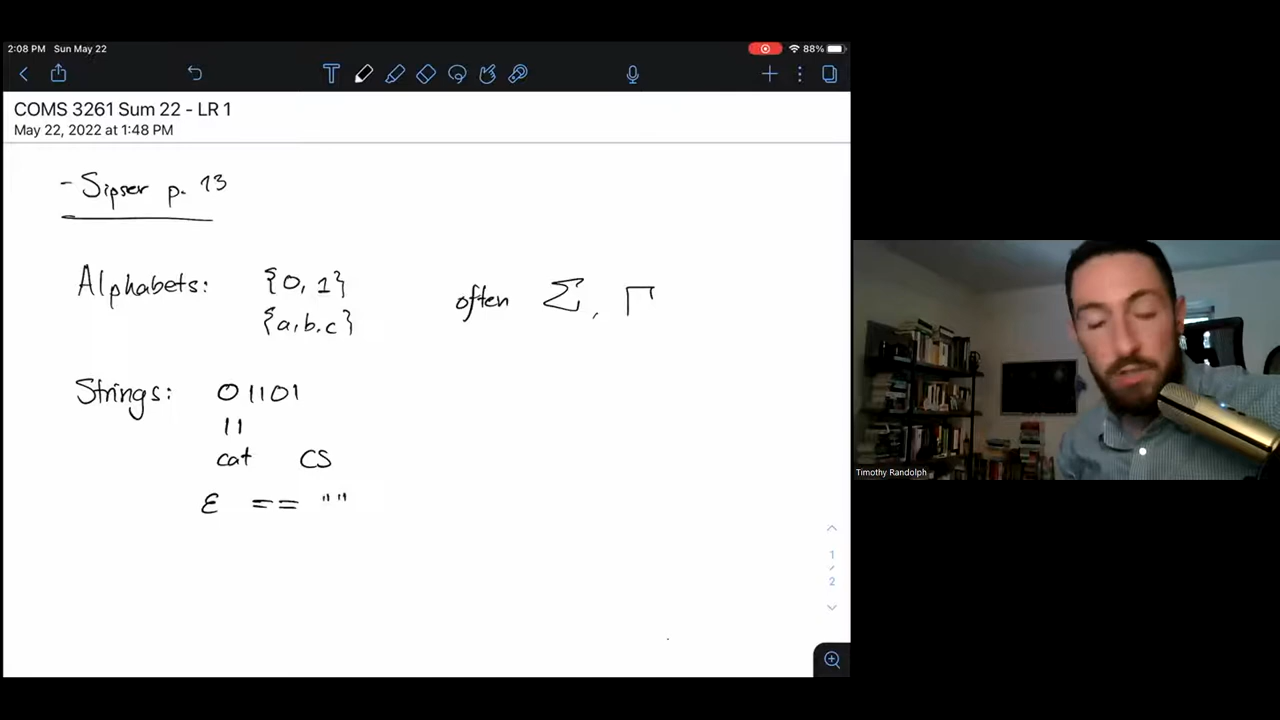 2:08 PM Sun May 22
88%
COMS 3261 Sum 22 - LR 1
May 22, 2022 at 1:48 PM
- Sipser p. 13
Alphabets: {0, 1} often Σ, Γ
{a,b,c}
Strings: 01101
11
cat CS
ε == ""
1
2
Timothy Randolph